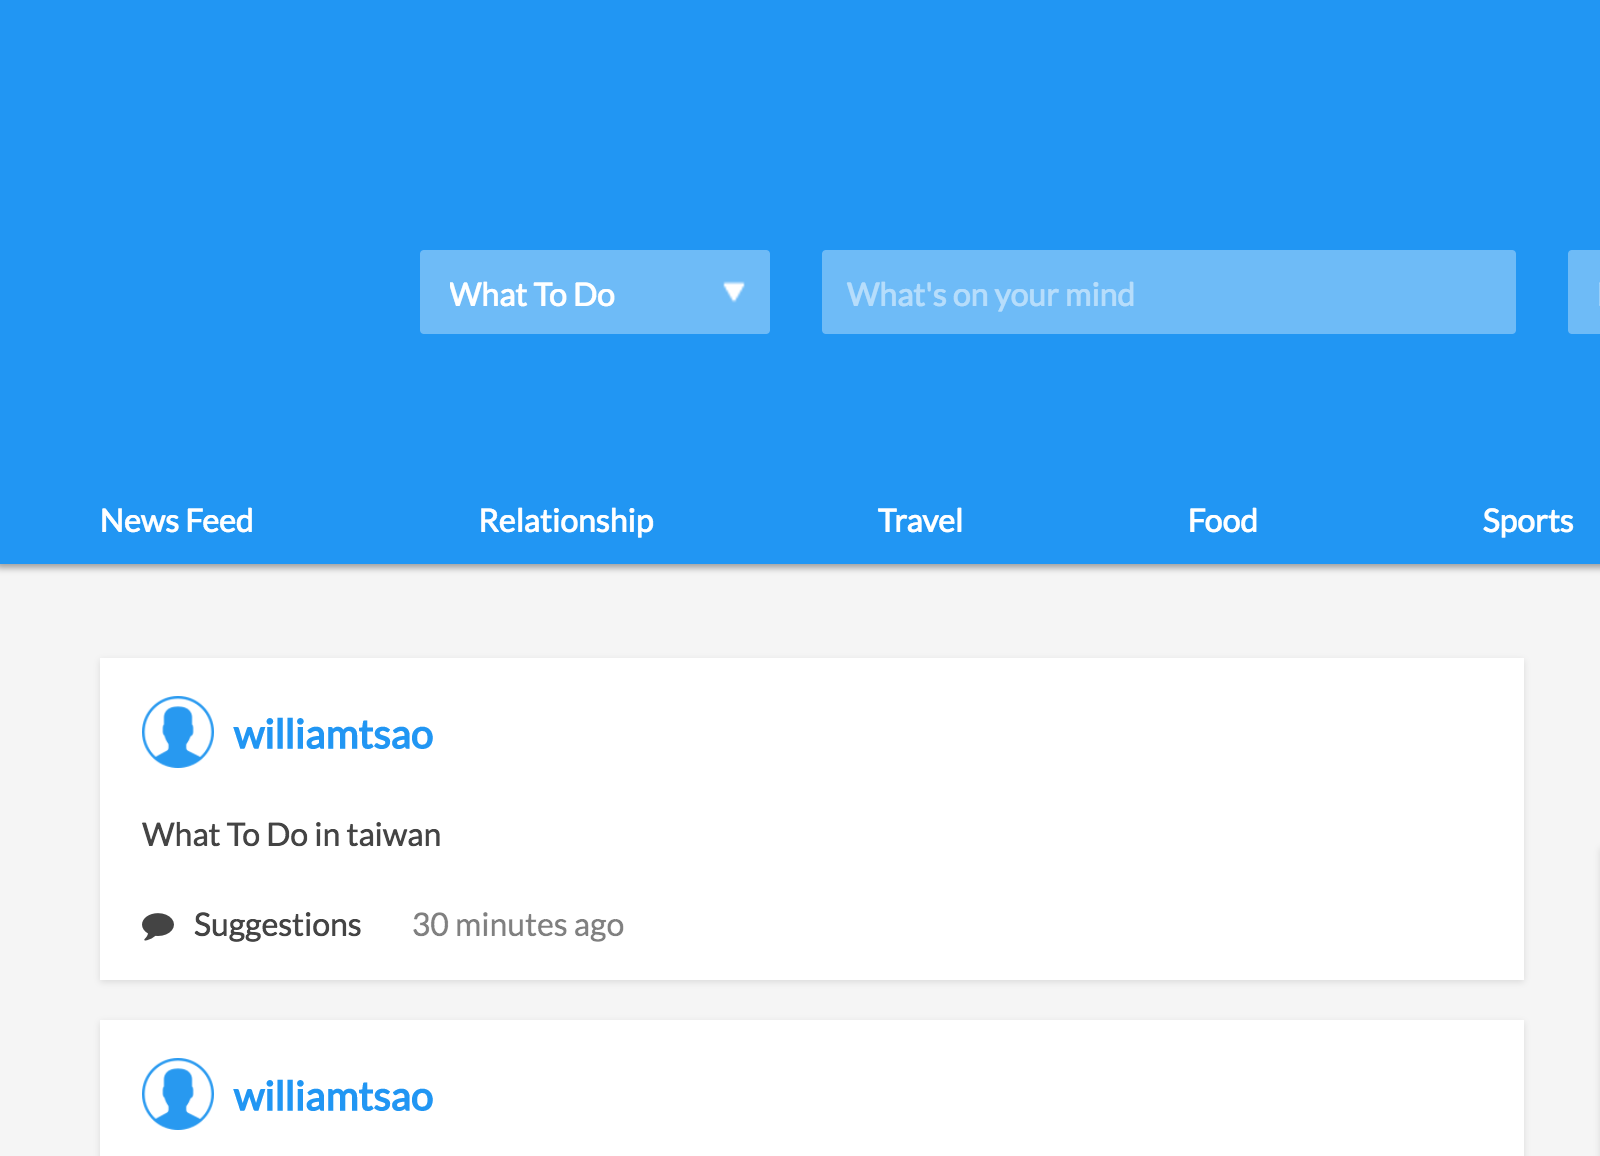 What To Do
What's on your mind
News Feed Relationship Travel Food Sports
williamtsao
What To Do in taiwan
Suggestions 30 minutes ago
williamtsao